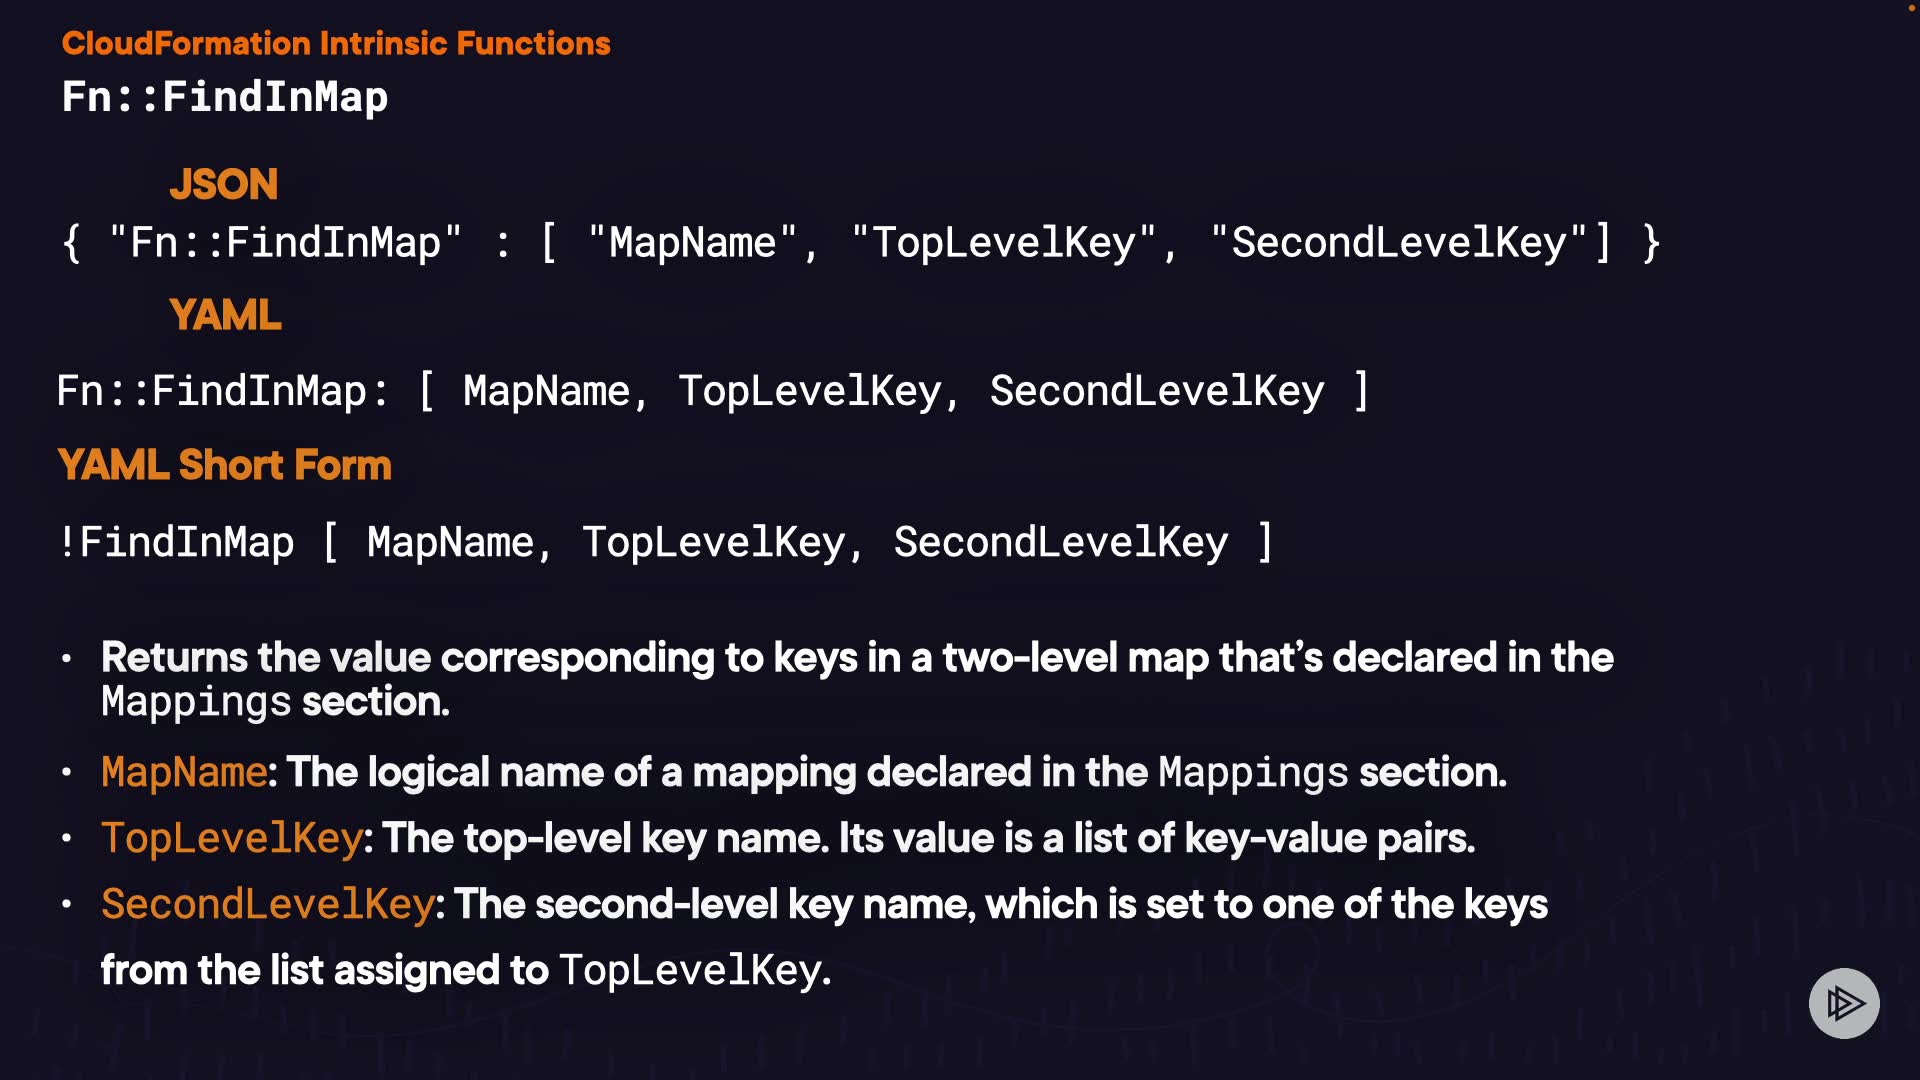 CloudFormation Intrinsic Functions
Fn::FindInMap
JSON
{ "Fn::FindInMap" : [ "MapName", "TopLevelKey", "SecondLevelKey"] }
YAML
Fn::FindInMap: [ MapName, TopLevelKey, SecondLevelKey ]
YAML Short Form
!FindInMap [ MapName, TopLevelKey, SecondLevelKey ]
• Returns the value corresponding to keys in a two-level map that’s declared in the
Mappings section.
• MapName: The logical name of a mapping declared in the Mappings section.
• TopLevelKey: The top-level key name. Its value is a list of key-value pairs.
• SecondLevelKey: The second-level key name, which is set to one of the keys
from the list assigned to TopLevelKey.